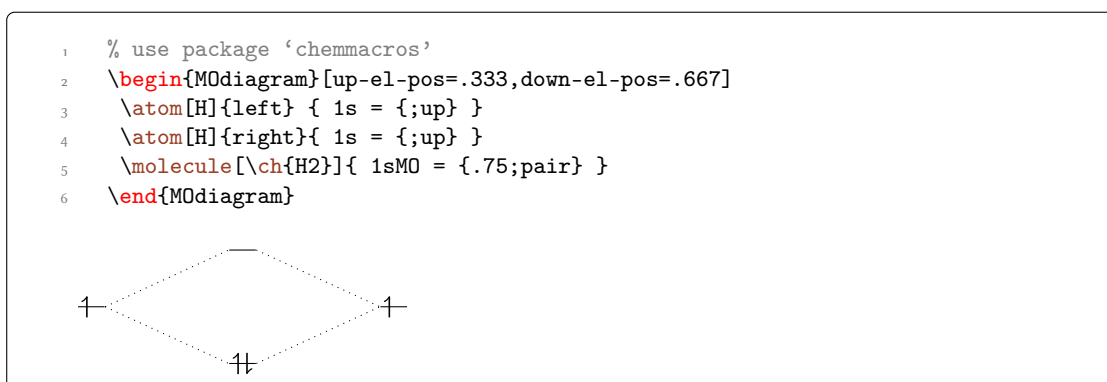 1 % use package ‘chemmacros’
2 \begin{MOdiagram}[up-el-pos=.333,down-el-pos=.667]
3 \atom[H]{left} { 1s = {;up} }
4 \atom[H]{right}{ 1s = {;up} }
5 \molecule[\ch{H2}]{ 1sMO = {.75;pair} }
6 \end{MOdiagram}